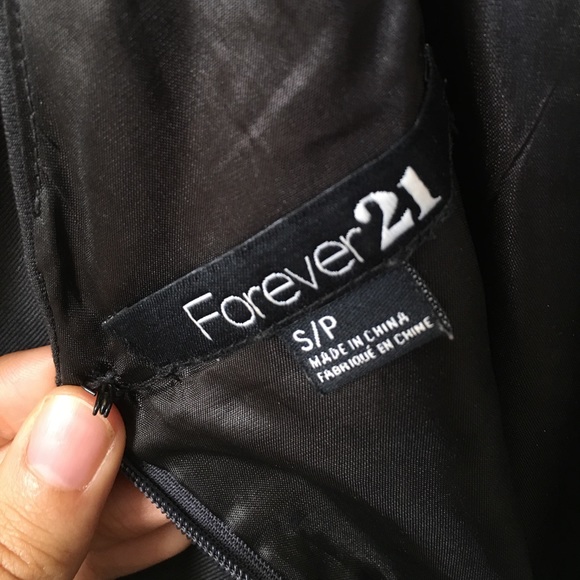 Forever21
S/P
MADE IN CHINA
FABRIQUÉ EN CHINE